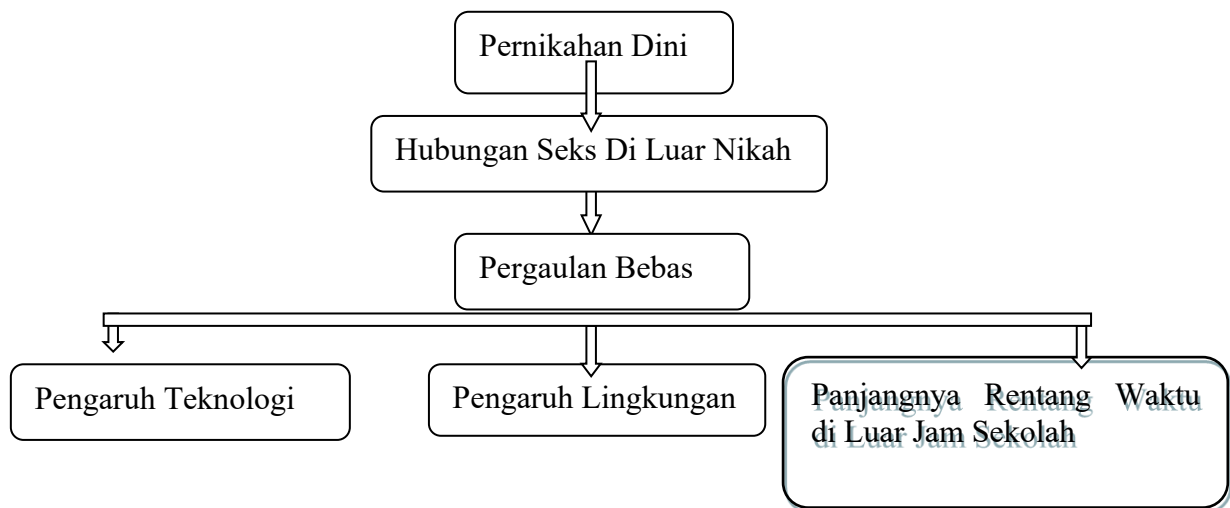 Pernikahan Dini
Hubungan Seks Di Luar Nikah
Pergaulan Bebas
Pengaruh Teknologi
Pengaruh Lingkungan
Panjangnya Rentang Waktu
di Luar Jam Sekolah